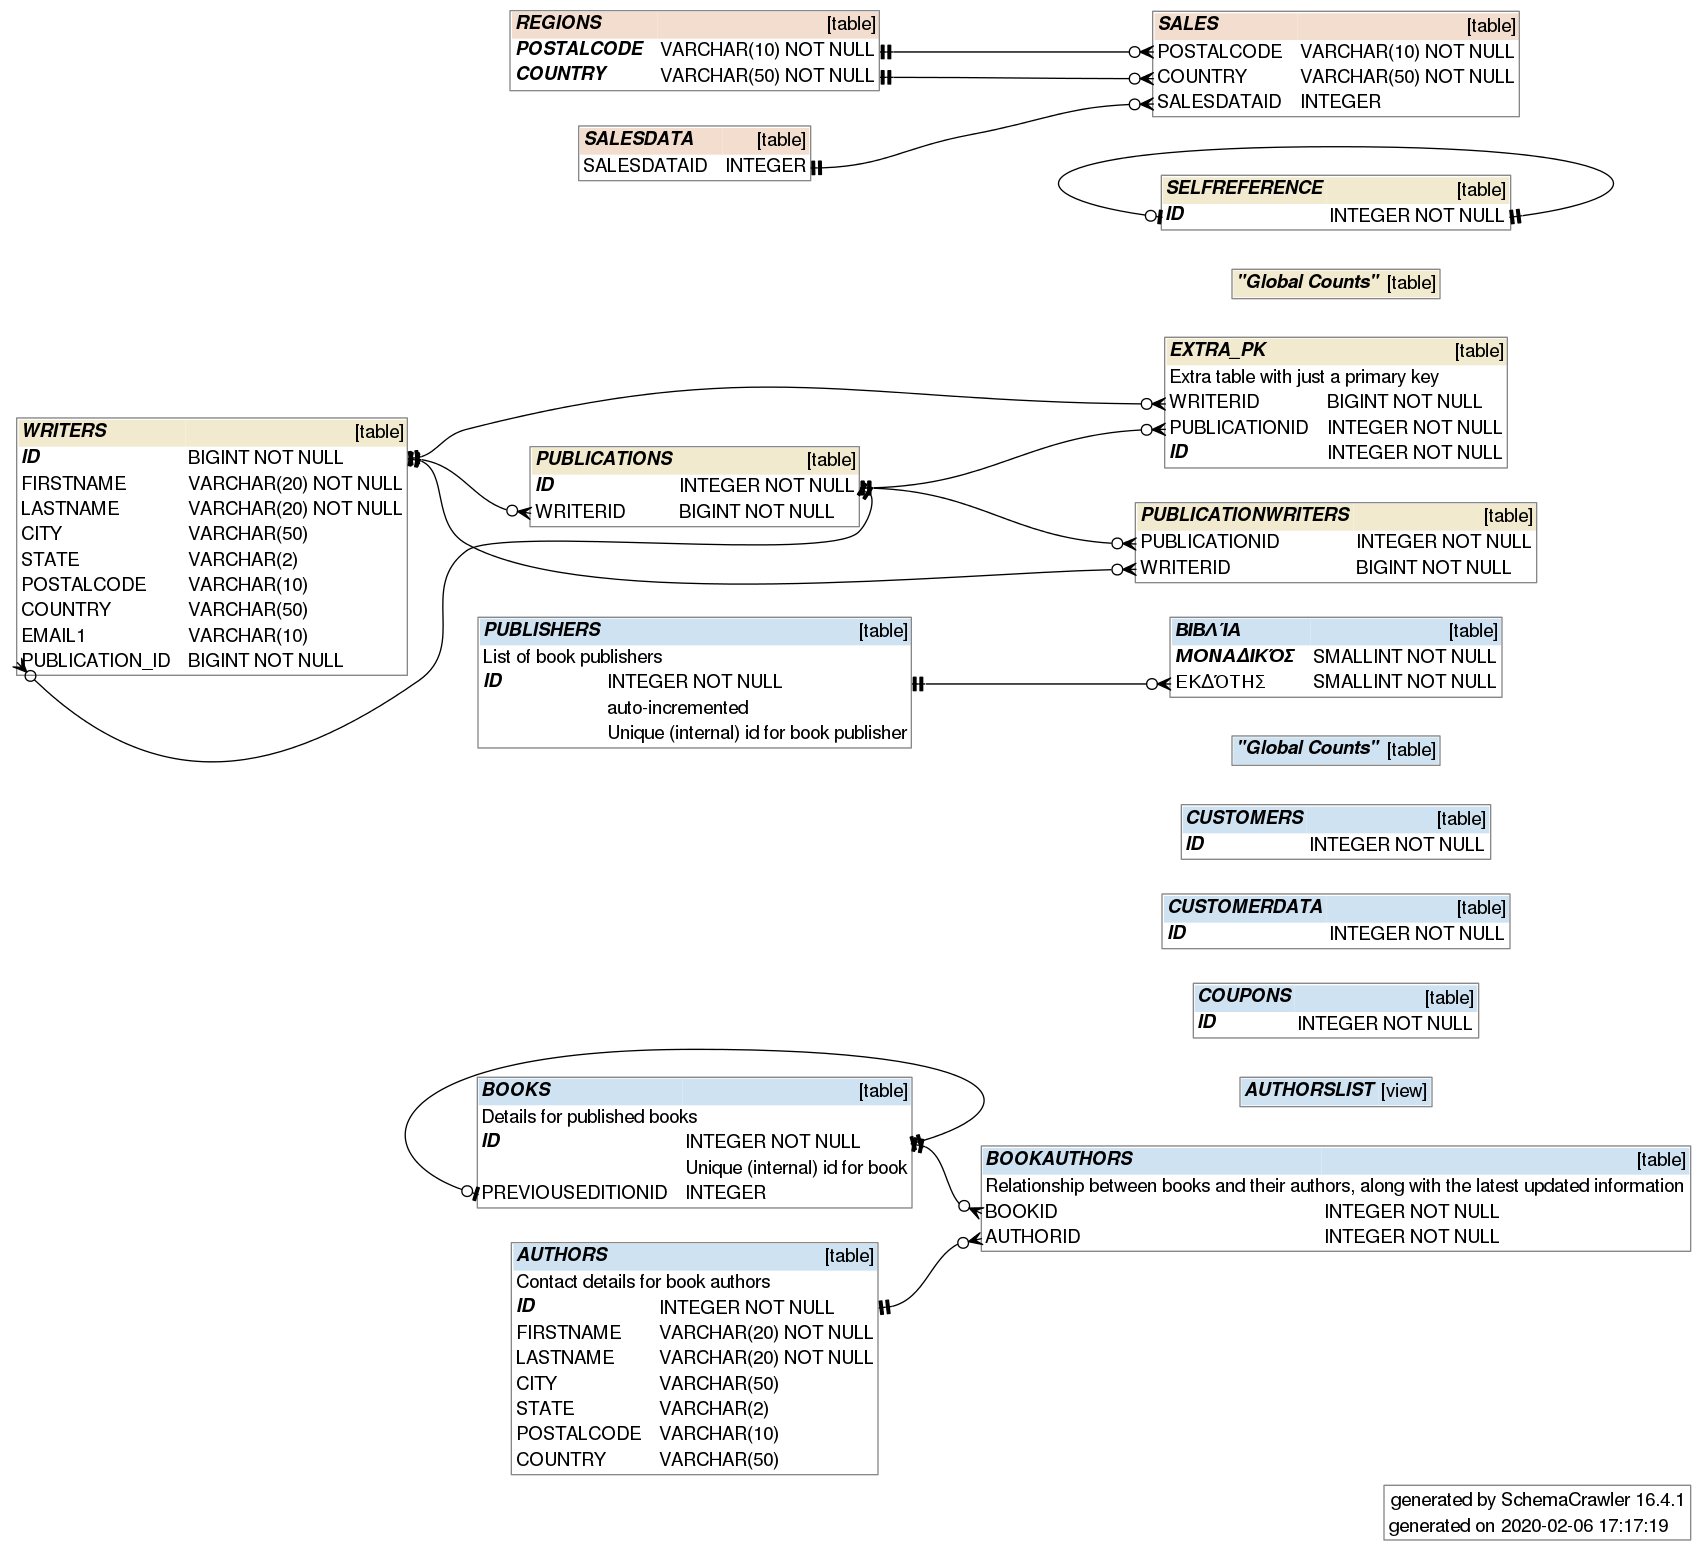 REGIONS [table]
POSTALCODE VARCHAR(10) NOT NULL
COUNTRY VARCHAR(50) NOT NULL
SALES [table]
POSTALCODE VARCHAR(10) NOT NULL
COUNTRY VARCHAR(50) NOT NULL
SALESDATAID INTEGER
SALESDATA [table]
SALESDATAID INTEGER
SELFREFERENCE [table]
ID INTEGER NOT NULL
"Global Counts" [table]
EXTRA_PK [table]
Extra table with just a primary key
WRITERID BIGINT NOT NULL
PUBLICATIONID INTEGER NOT NULL
ID INTEGER NOT NULL
WRITERS [table]
ID BIGINT NOT NULL
FIRSTNAME VARCHAR(20) NOT NULL
LASTNAME VARCHAR(20) NOT NULL
CITY VARCHAR(50)
STATE VARCHAR(2)
POSTALCODE VARCHAR(10)
COUNTRY VARCHAR(50)
EMAIL1 VARCHAR(10)
PUBLICATION_ID BIGINT NOT NULL
PUBLICATIONS [table]
ID INTEGER NOT NULL
WRITERID BIGINT NOT NULL
PUBLICATIONWRITERS [table]
PUBLICATIONID INTEGER NOT NULL
WRITERID BIGINT NOT NULL
PUBLISHERS [table]
List of book publishers
ID INTEGER NOT NULL
auto-incremented
Unique (internal) id for book publisher
ΒΙΒΛΊΑ [table]
ΜΟΝΑΔΙΚΌΣ SMALLINT NOT NULL
ΕΚΔΌΤΗΣ SMALLINT NOT NULL
"Global Counts" [table]
CUSTOMERS [table]
ID INTEGER NOT NULL
CUSTOMERDATA [table]
ID INTEGER NOT NULL
COUPONS [table]
ID INTEGER NOT NULL
AUTHORSLIST [view]
BOOKS [table]
Details for published books
ID INTEGER NOT NULL
Unique (internal) id for book
PREVIOUSEDITIONID INTEGER
BOOKAUTHORS [table]
Relationship between books and their authors, along with the latest updated information
BOOKID INTEGER NOT NULL
AUTHORID INTEGER NOT NULL
AUTHORS [table]
Contact details for book authors
ID INTEGER NOT NULL
FIRSTNAME VARCHAR(20) NOT NULL
LASTNAME VARCHAR(20) NOT NULL
CITY VARCHAR(50)
STATE VARCHAR(2)
POSTALCODE VARCHAR(10)
COUNTRY VARCHAR(50)
generated by SchemaCrawler 16.4.1
generated on 2020-02-06 17:17:19